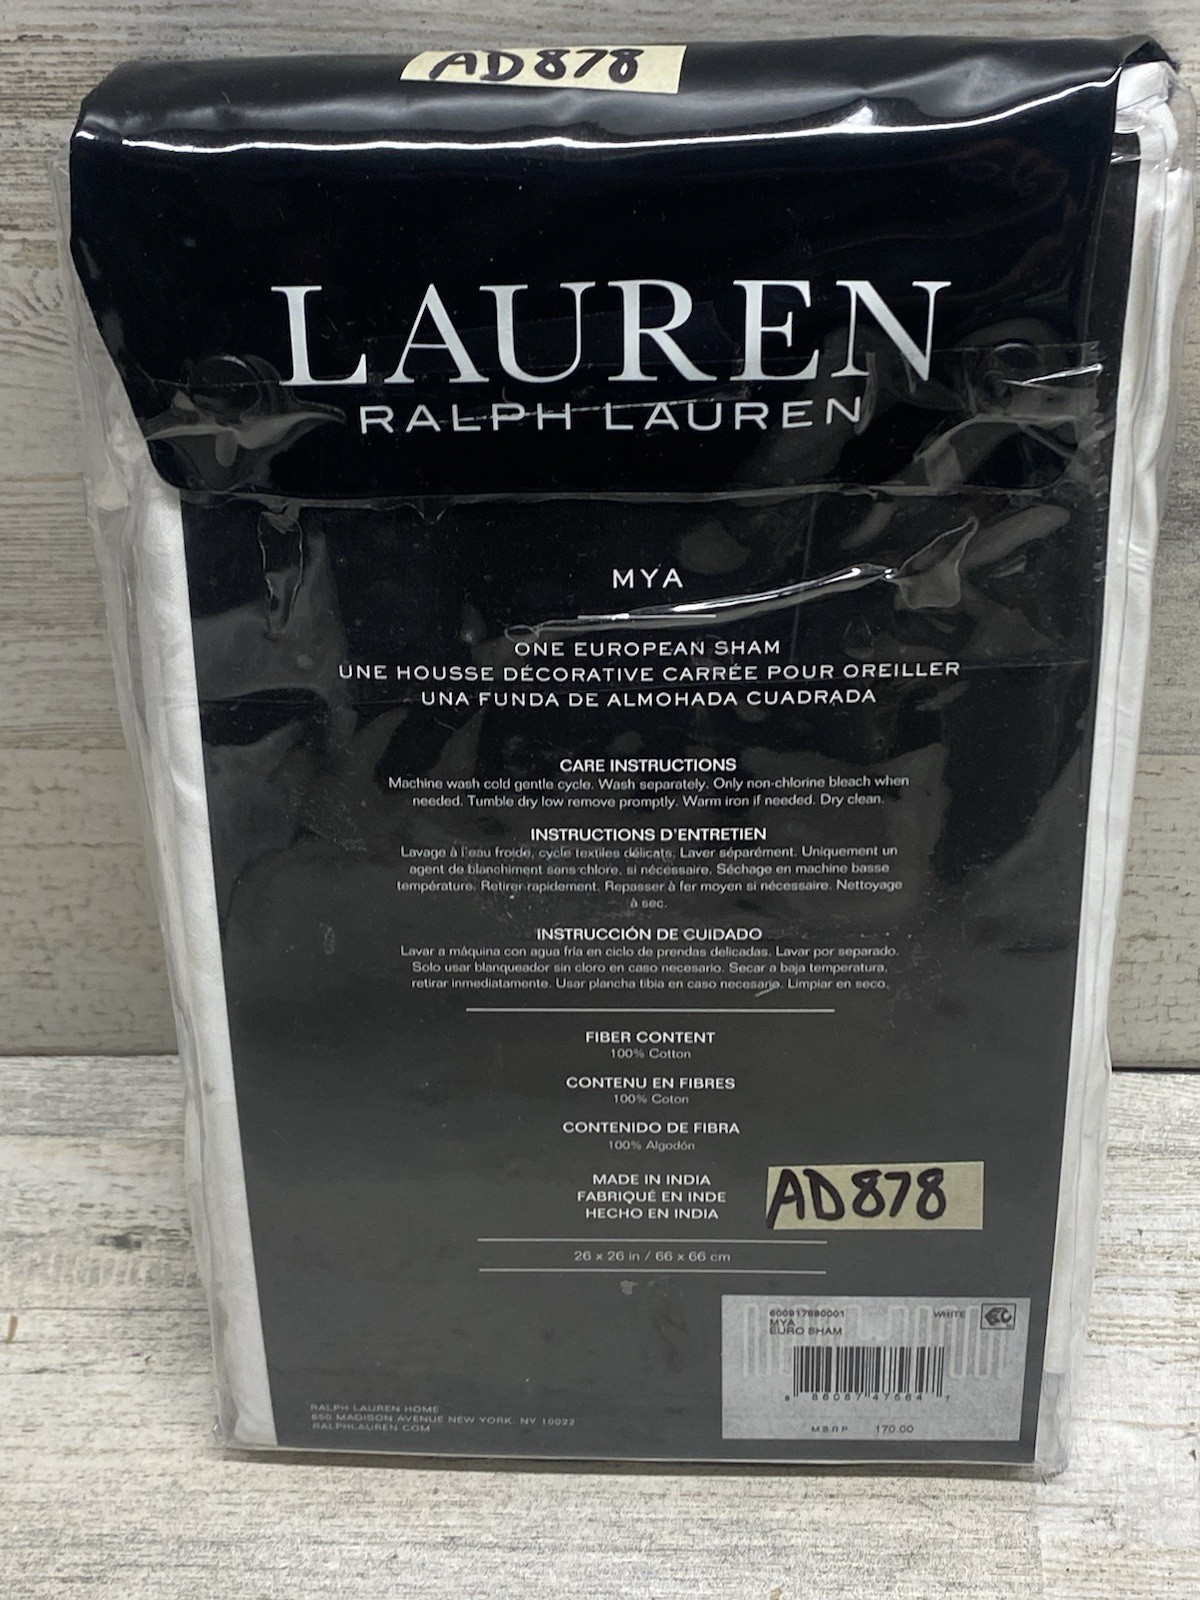 AD878
LAUREN
RALPH LAUREN
MYA
ONE EUROPEAN SHAM
UNE HOUSSE DÉCORATIVE CARRÉE POUR OREILLER
UNA FUNDA DE ALMOHADA CUADRADA
CARE INSTRUCTIONS
Machine wash cold gentle cycle. Wash separately. Only non-chlorine bleach when
needed. Tumble dry low remove promptly. Warm iron if needed. Dry clean.
INSTRUCTIONS D'ENTRETIEN
Lavage à l'eau froide, cycle textiles délicats. Laver séparément. Uniquement un
agent de blanchiment sans chlore, si nécessaire. Séchage en machine basse
température. Retirer rapidement. Repasser à fer moyen si nécessaire. Nettoyage
à sec.
INSTRUCCIÓN DE CUIDADO
Lavar a máquina con agua fría en ciclo de prendas delicadas. Lavar por separado.
Solo usar blanqueador sin cloro en caso necesario. Secar a baja temperatura,
retirar inmediatamente. Usar plancha tibia en caso necesario. Limpiar en seco.
FIBER CONTENT
100% Cotton
CONTENU EN FIBRES
100% Coton
CONTENIDO DE FIBRA
100% Algodón
MADE IN INDIA
FABRIQUÉ EN INDE
HECHO EN INDIA
AD878
26 x 26 in / 66 x 66 cm
600917880001 WHITE
MYA
EURO SHAM
8 86087 47564 7
M.S.R.P 170.00
RALPH LAUREN HOME
650 MADISON AVENUE NEW YORK, NY 10022
RALPHLAUREN.COM